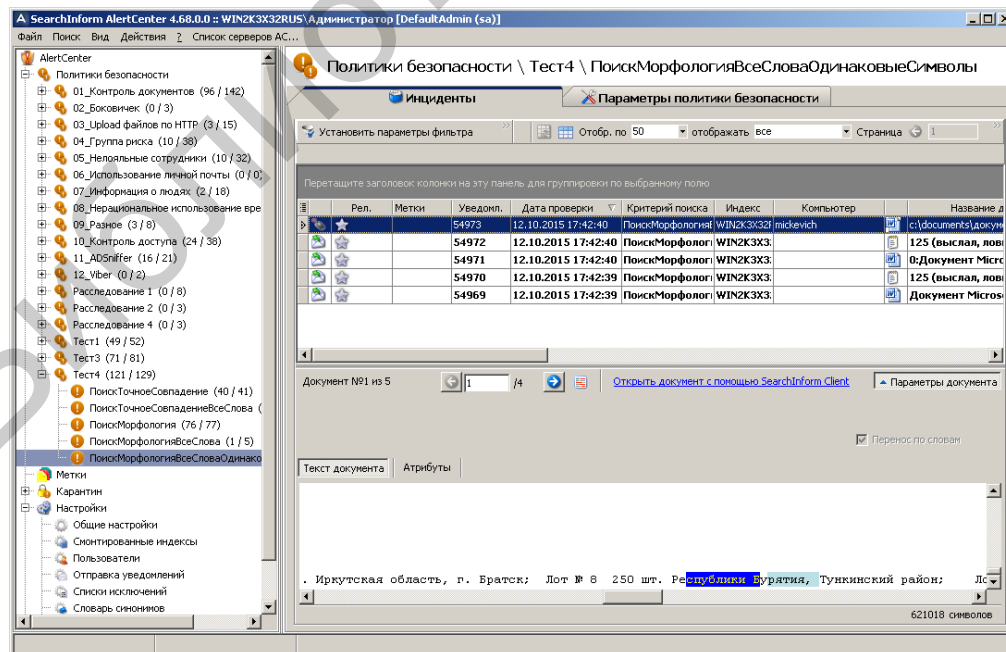 SearchInform AlertCenter 4.68.0.0 :: WIN2K3X32RUS\Администратор [DefaultAdmin (sa)]
Файл Поиск Вид Действия ? Список серверов AC...
AlertCenter
Политики безопасности
01_Контроль документов (96 / 142)
02_Боковичек (0 / 3)
03_Upload файлов по HTTP (3 / 15)
04_Группа риска (10 / 38)
05_Нелояльные сотрудники (10 / 32)
06_Использование личной почты (0 / 0)
07_Информация о людях (2 / 18)
08_Нерациональное использование вре
09_Разное (3 / 8)
10_Контроль доступа (24 / 38)
11_ADSniffer (16 / 21)
12_Viber (0 / 2)
Расследование 1 (0 / 8)
Расследование 2 (0 / 3)
Расследование 4 (0 / 3)
Тест1 (49 / 52)
Тест3 (71 / 81)
Тест4 (121 / 129)
ПоискТочноеСовпадение (40 / 41)
ПоискТочноеСовпадениеВсеСлова (
ПоискМорфология (76 / 77)
ПоискМорфологияВсеСлова (1 / 5)
ПоискМорфологияВсеСловаОдинако
Метки
Карантин
Настройки
Общие настройки
Смонтированные индексы
Пользователи
Отправка уведомлений
Списки исключений
Словарь синонимов
Политики безопасности \ Тест4 \ ПоискМорфологияВсеСловаОдинаковыеСимволы
Инциденты Параметры политики безопасности
Установить параметры фильтра » Отобр. по 50 отображать все Страница 1 »
Перетащите заголовок колонки на эту панель для группировки по выбранному полю
Рел. Метки Уведомл. Дата проверки Критерий поиска Индекс Компьютер Название д
54973 12.10.2015 17:42:40 ПоискМорфология WIN2K3X32F mickevich c:\documents\докум
54972 12.10.2015 17:42:40 ПоискМорфолог WIN2K3X3 125 (выслал, лов
54971 12.10.2015 17:42:40 ПоискМорфолог WIN2K3X3 0:Документ Micro
54970 12.10.2015 17:42:39 ПоискМорфолог WIN2K3X3 125 (выслал, лов
54969 12.10.2015 17:42:39 ПоискМорфолог WIN2K3X3 Документ Micros
Документ №1 из 5 1 /4 Открыть документ с помощью SearchInform Client Параметры документа
Перенос по словам
Текст документа Атрибуты
. Иркутская область, г. Братск; Лот № 8 250 шт. Республики Бурятия, Тункинский район; Ло
621018 символов